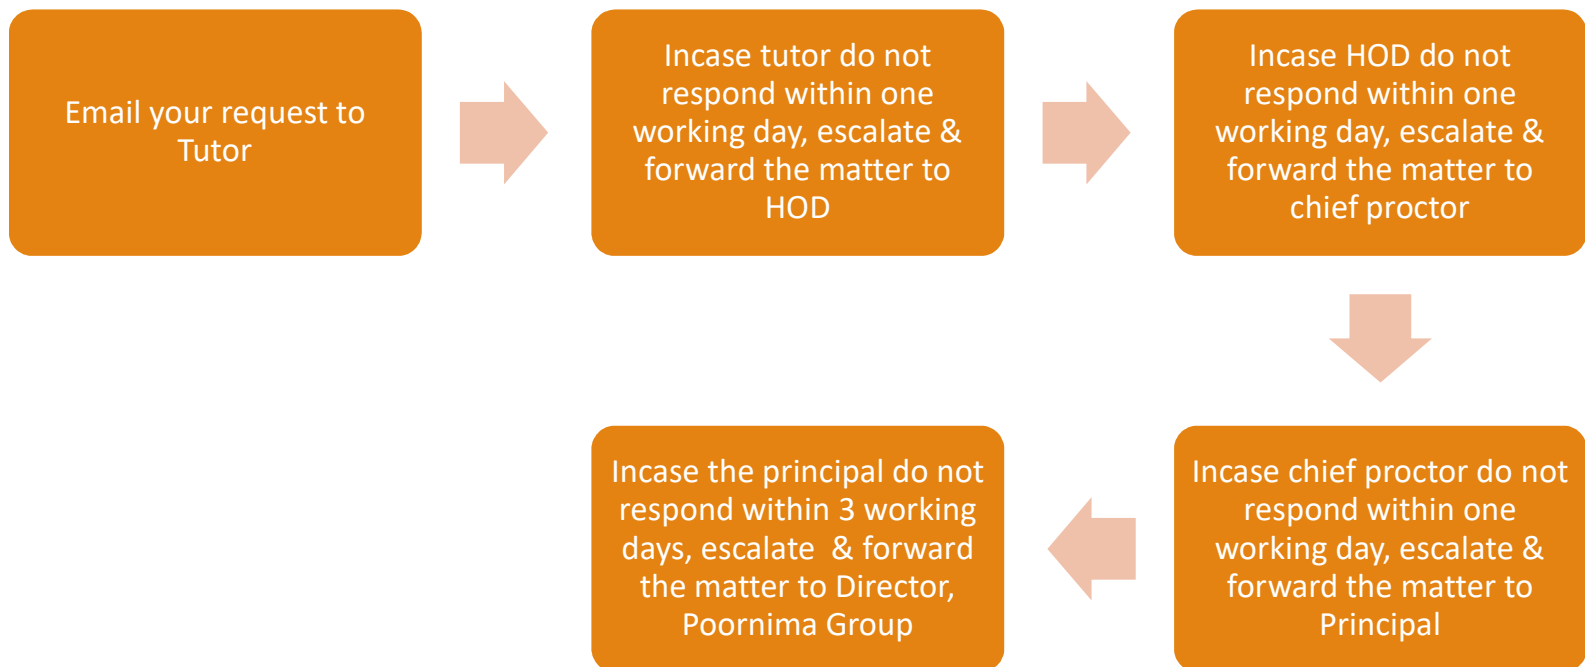 Email your request to
Tutor
Incase tutor do not
respond within one
working day, escalate &
forward the matter to
HOD
Incase HOD do not
respond within one
working day, escalate &
forward the matter to
chief proctor
Incase chief proctor do not
respond within one
working day, escalate &
forward the matter to
Principal
Incase the principal do not
respond within 3 working
days, escalate & forward
the matter to Director,
Poornima Group